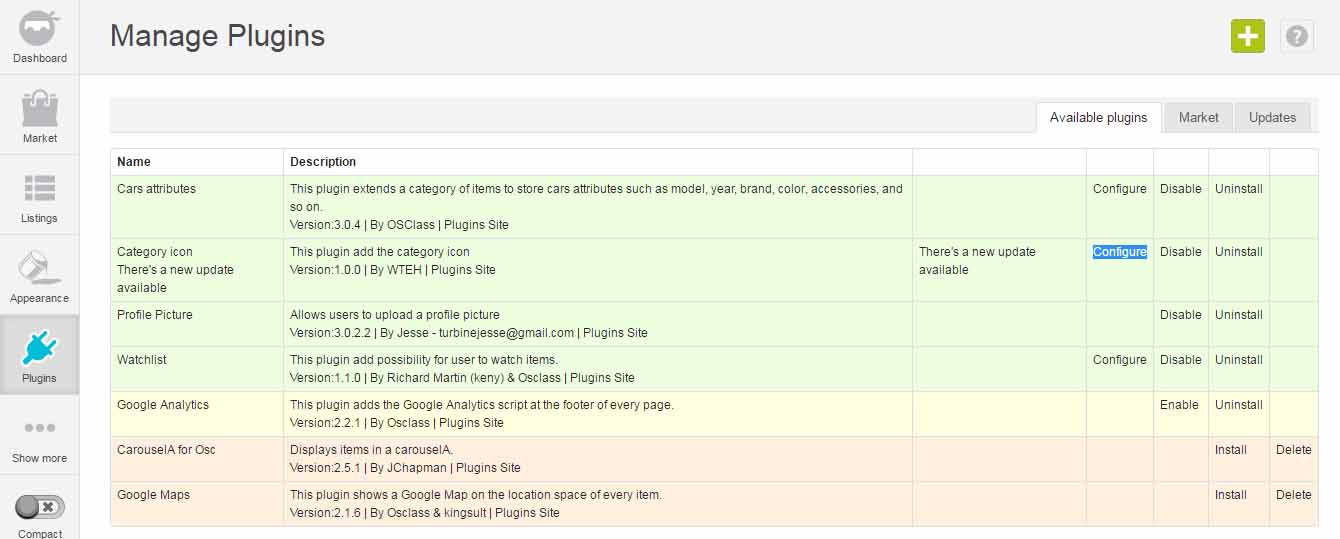 Manage Plugins
Dashboard
Market
Listings
Appearance
Plugins
Show more
Compact
Available plugins Market Updates
Name Description
Cars attributes This plugin extends a category of items to store cars attributes such as model, year, brand, color, accessories, and Configure Disable Uninstall
so on.
Version:3.0.4 | By OSClass | Plugins Site
Category icon This plugin add the category icon There's a new update Configure Disable Uninstall
There's a new update Version:1.0.0 | By WTEH | Plugins Site available
available
Profile Picture Allows users to upload a profile picture Disable Uninstall
Version:3.0.2.2 | By Jesse - turbinejesse@gmail.com | Plugins Site
Watchlist This plugin add possibility for user to watch items. Configure Disable Uninstall
Version:1.1.0 | By Richard Martin (keny) & Osclass | Plugins Site
Google Analytics This plugin adds the Google Analytics script at the footer of every page. Enable Uninstall
Version:2.2.1 | By Osclass | Plugins Site
CarouselA for Osc Displays items in a carouselA. Install Delete
Version:2.5.1 | By JChapman | Plugins Site
Google Maps This plugin shows a Google Map on the location space of every item. Install Delete
Version:2.1.6 | By Osclass & kingsult | Plugins Site